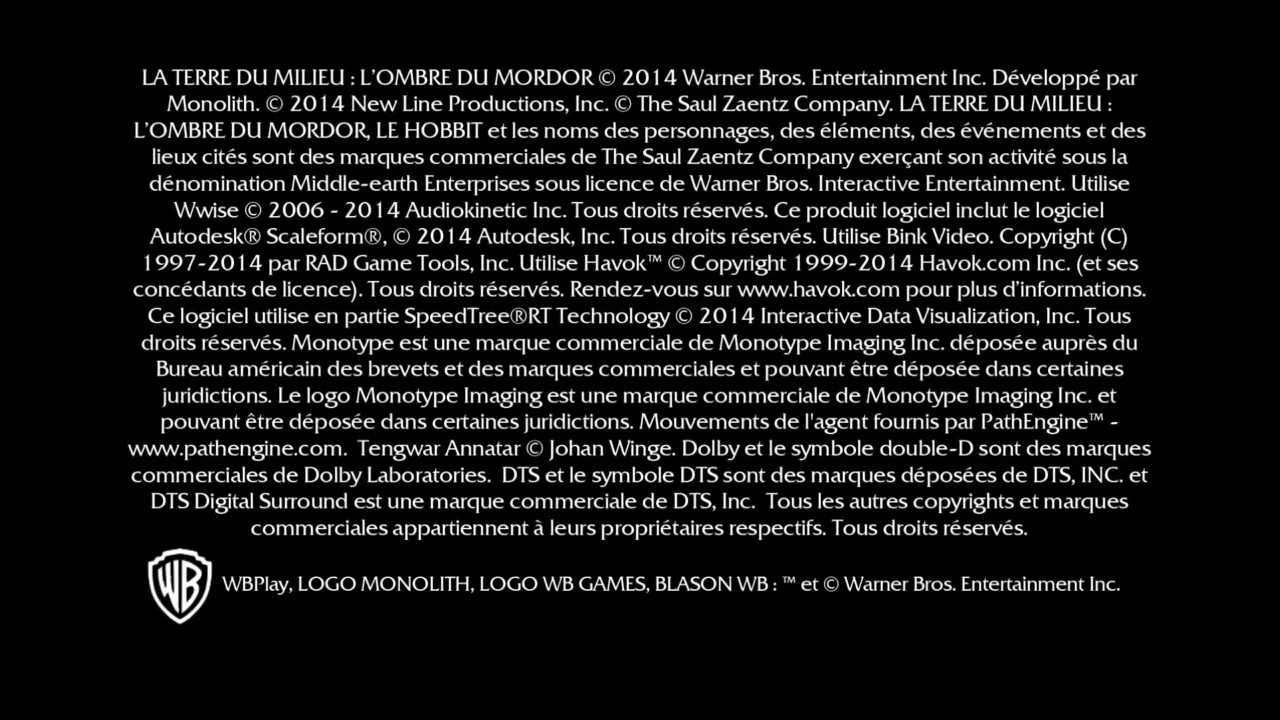 LA TERRE DU MILIEU : L’OMBRE DU MORDOR © 2014 Warner Bros. Entertainment Inc. Développé par
Monolith. © 2014 New Line Productions, Inc. © The Saul Zaentz Company. LA TERRE DU MILIEU :
L’OMBRE DU MORDOR, LE HOBBIT et les noms des personnages, des éléments, des événements et des
lieux cités sont des marques commerciales de The Saul Zaentz Company exerçant son activité sous la
dénomination Middle-earth Enterprises sous licence de Warner Bros. Interactive Entertainment. Utilise
Wwise © 2006 - 2014 Audiokinetic Inc. Tous droits réservés. Ce produit logiciel inclut le logiciel
Autodesk® Scaleform®, © 2014 Autodesk, Inc. Tous droits réservés. Utilise Bink Video. Copyright (C)
1997-2014 par RAD Game Tools, Inc. Utilise Havok™ © Copyright 1999-2014 Havok.com Inc. (et ses
concédants de licence). Tous droits réservés. Rendez-vous sur www.havok.com pour plus d’informations.
Ce logiciel utilise en partie SpeedTree®RT Technology © 2014 Interactive Data Visualization, Inc. Tous
droits réservés. Monotype est une marque commerciale de Monotype Imaging Inc. déposée auprès du
Bureau américain des brevets et des marques commerciales et pouvant être déposée dans certaines
juridictions. Le logo Monotype Imaging est une marque commerciale de Monotype Imaging Inc. et
pouvant être déposée dans certaines juridictions. Mouvements de l'agent fournis par PathEngine™ -
www.pathengine.com.  Tengwar Annatar © Johan Winge. Dolby et le symbole double-D sont des marques
commerciales de Dolby Laboratories.  DTS et le symbole DTS sont des marques déposées de DTS, INC. et
DTS Digital Surround est une marque commerciale de DTS, Inc.  Tous les autres copyrights et marques
commerciales appartiennent à leurs propriétaires respectifs. Tous droits réservés.
WB WBPlay, LOGO MONOLITH, LOGO WB GAMES, BLASON WB : ™ et © Warner Bros. Entertainment Inc.